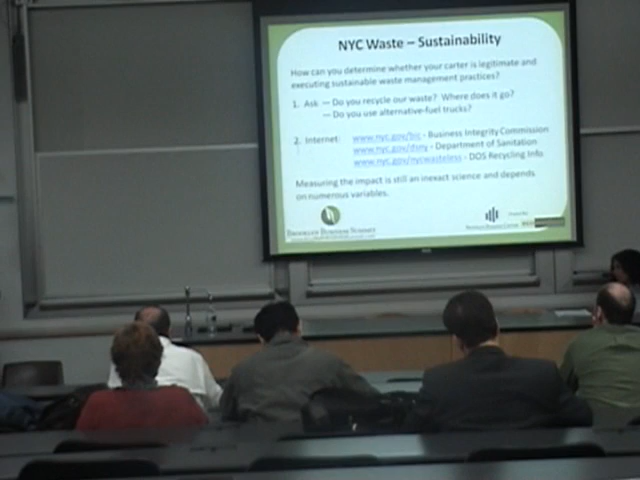 NYC Waste – Sustainability
How can you determine whether your carter is legitimate and
executing sustainable waste management practices?
1. Ask — Do you recycle our waste? Where does it go?
— Do you use alternative-fuel trucks?
2. Internet: www.nyc.gov/bic - Business Integrity Commission
www.nyc.gov/dsny - Department of Sanitation
www.nyc.gov/nycwasteless - DOS Recycling Info
Measuring the impact is still an inexact science and depends
on numerous variables.
Brooklyn Business Summit